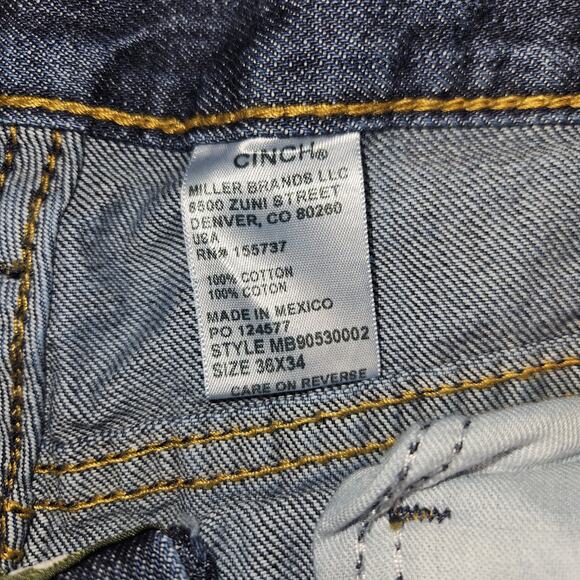 CINCH®
MILLER BRANDS LLC
6500 ZUNI STREET
DENVER, CO 80260
USA
RN# 155737
100% COTTON
100% COTON
MADE IN MEXICO
PO 124577
STYLE MB90530002
SIZE 36X34
CARE ON REVERSE